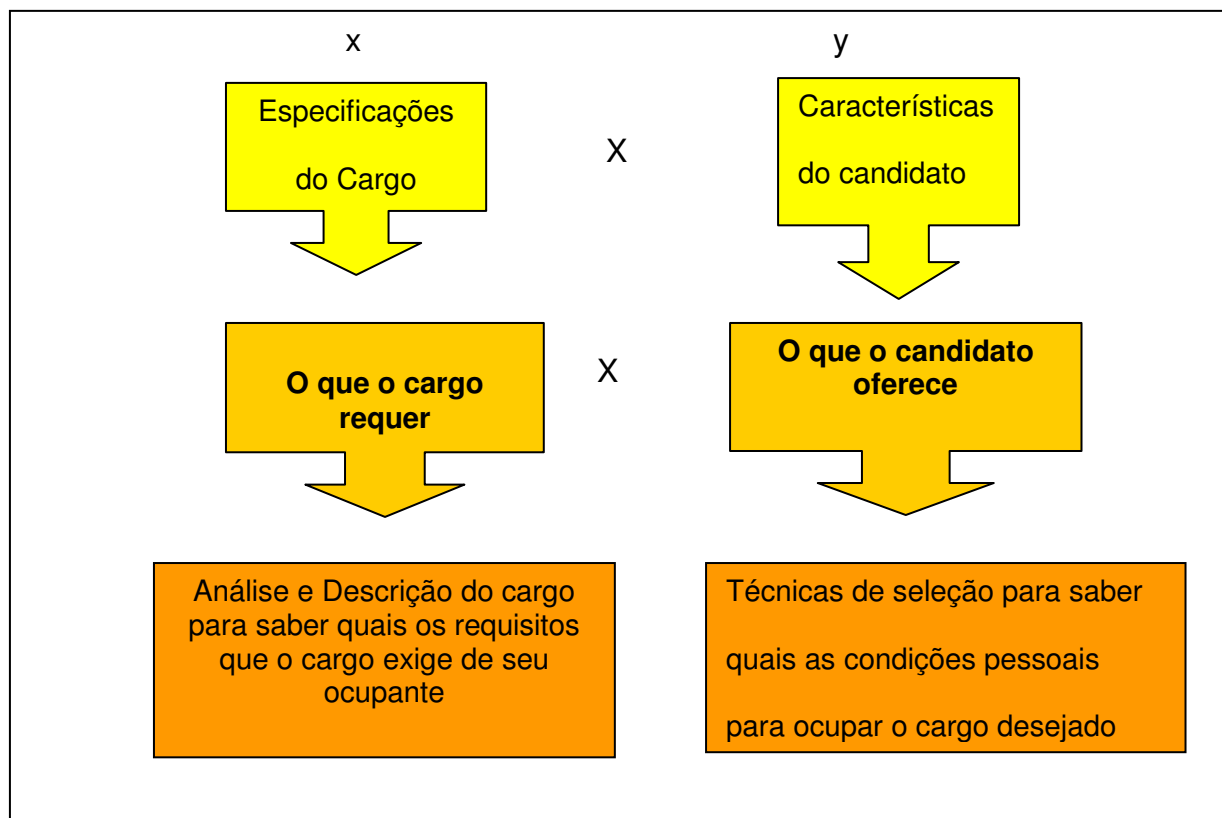 x
y
Especificações
do Cargo
X
Característic 
as
do candidato
O que o cargo
requer
X
O que o candidato
oferece
Análise e Descrição do cargo
para saber quais os requisitos
que o cargo exige de seu
ocupante
Técnicas de seleção para saber
quais as condições pessoais
para ocupar o cargo desejado